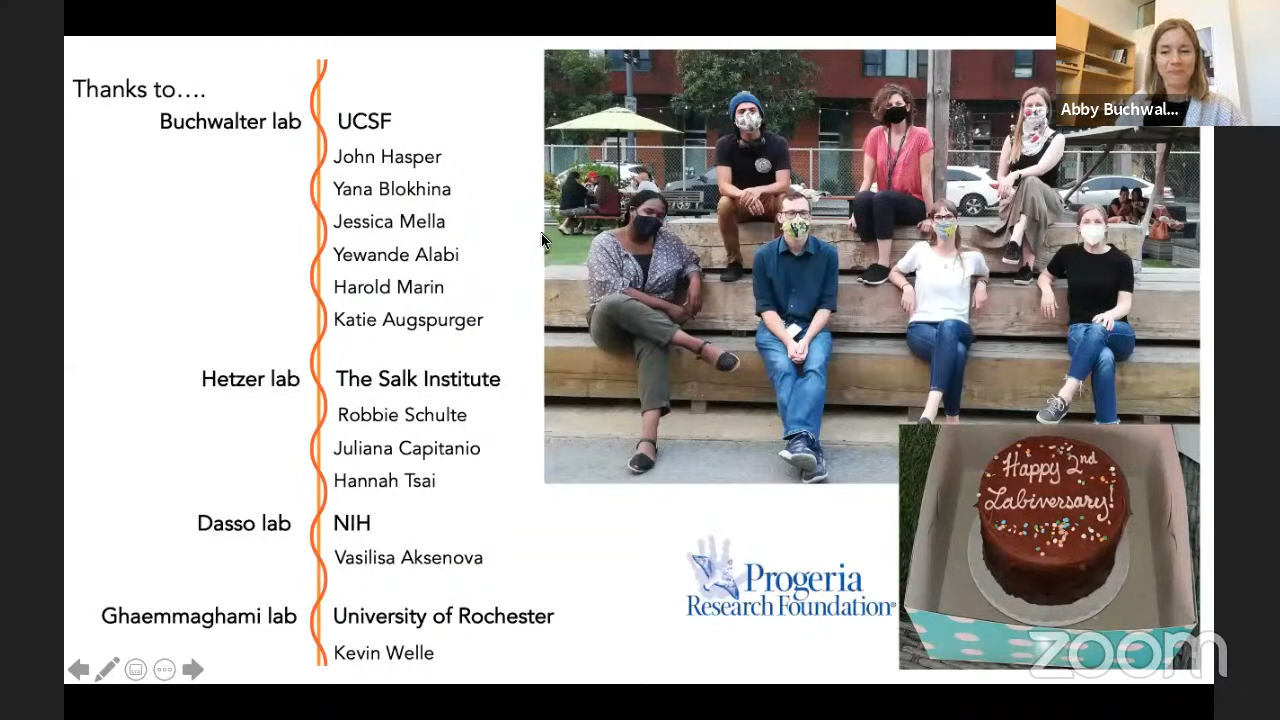 Thanks to….
Buchwalter lab
UCSF
John Hasper
Yana Blokhina
Jessica Mella
Yewande Alabi
Harold Marin
Katie Augspurger
Hetzer lab
The Salk Institute
Robbie Schulte
Juliana Capitanio
Hannah Tsai
Dasso lab
NIH
Vasilisa Aksenova
Ghaemmaghami lab
University of Rochester
Kevin Welle
Progeria
Research Foundation®
Happy 2nd
Labiversary!
Abby Buchwal...
zoom